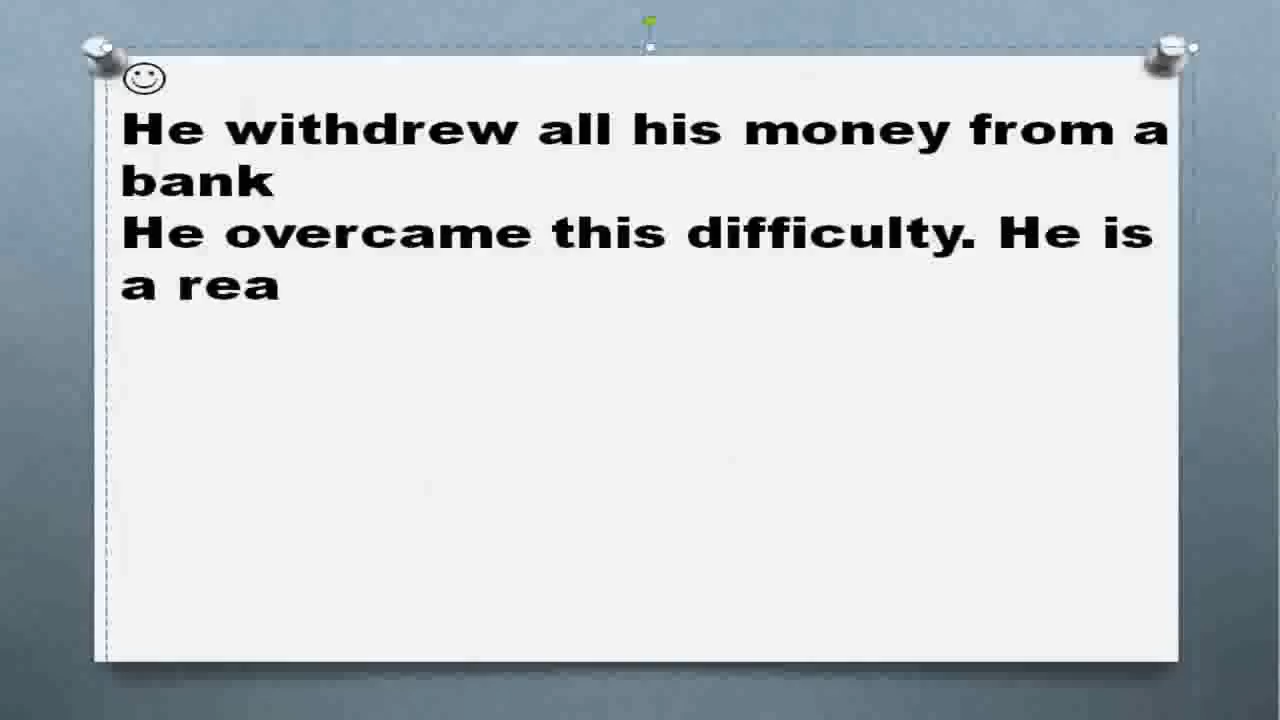 He withdrew all his money from a
bank
He overcame this difficulty. He is
a rea